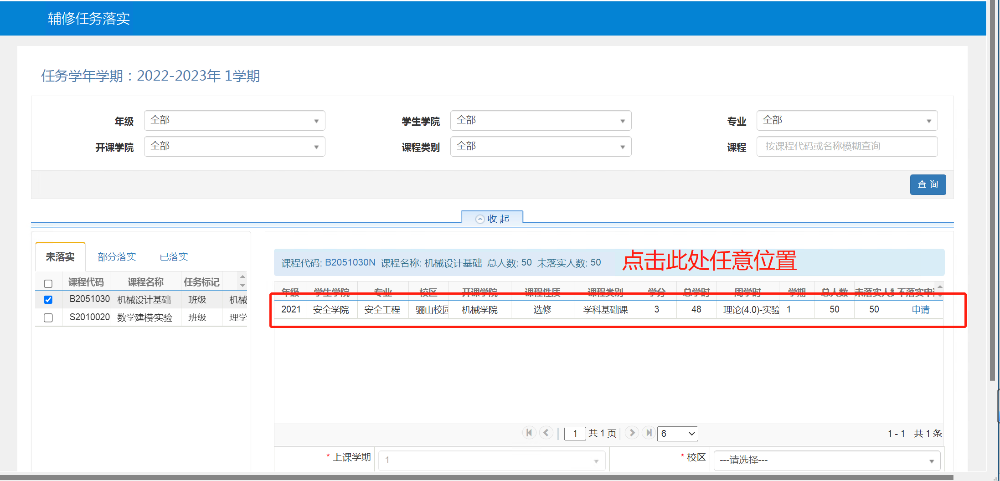 辅修任务落实
任务学年学期：2022-2023年 1学期
年级 全部 学生学院 全部 专业 全部
开课学院 全部 课程类别 全部 课程 按课程代码或名称模糊查询
查 询
收 起
未落实 部分落实 已落实
课程代码 课程名称 任务标记
B2051030 机械设计基础 班级 机械
S2010020 数学建模实验 班级 理学
课程代码: B2051030N 课程名称: 机械设计基础 总人数: 50 未落实人数: 50 点击此处任意位置
年级 学生学院 专业 校区 开课学院 课程性质 课程类别 学分 总学时 周学时 学期 总人数 未落实人数 不落实申请
2021 安全学院 安全工程 骊山校园 机械学院 选修 学科基础课 3 48 理论(4.0)-实验 1 50 50 申请
1 共 1 页 6 1 - 1 共 1 条
* 上课学期 1 * 校区 ---请选择---